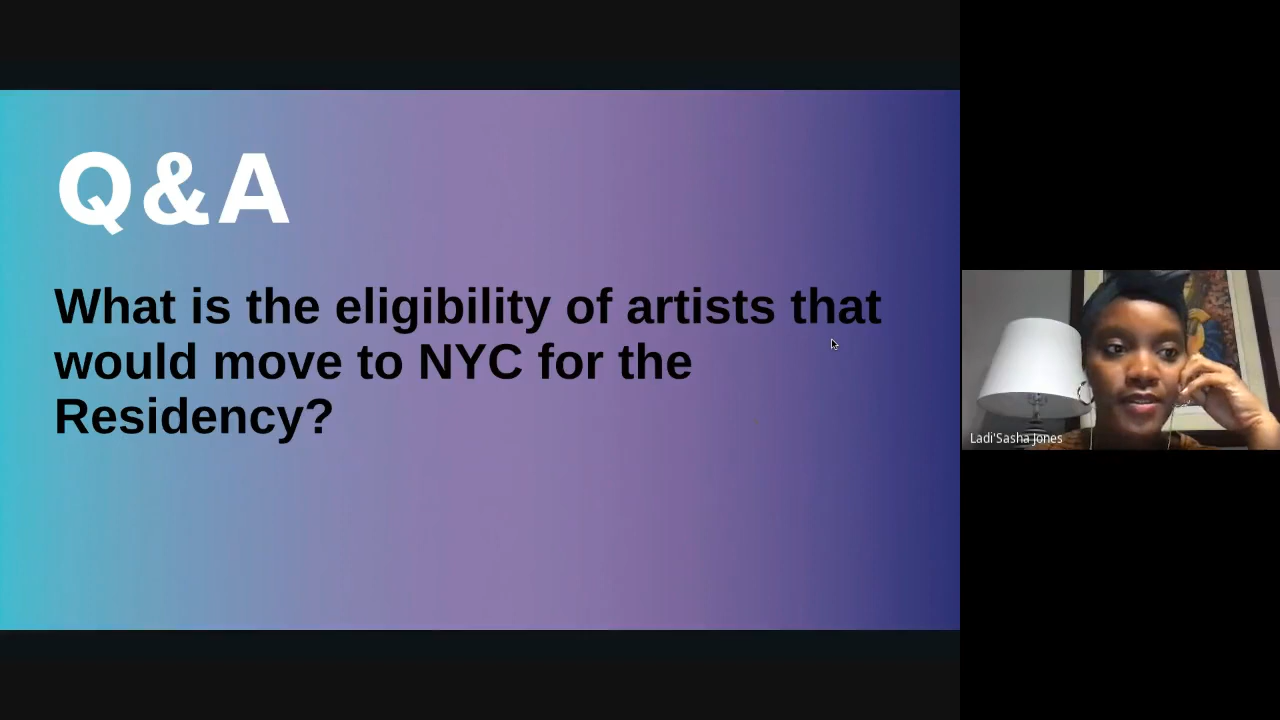 Q&A
What is the eligibility of artists that
would move to NYC for the
Residency?
Ladi'Sasha Jones